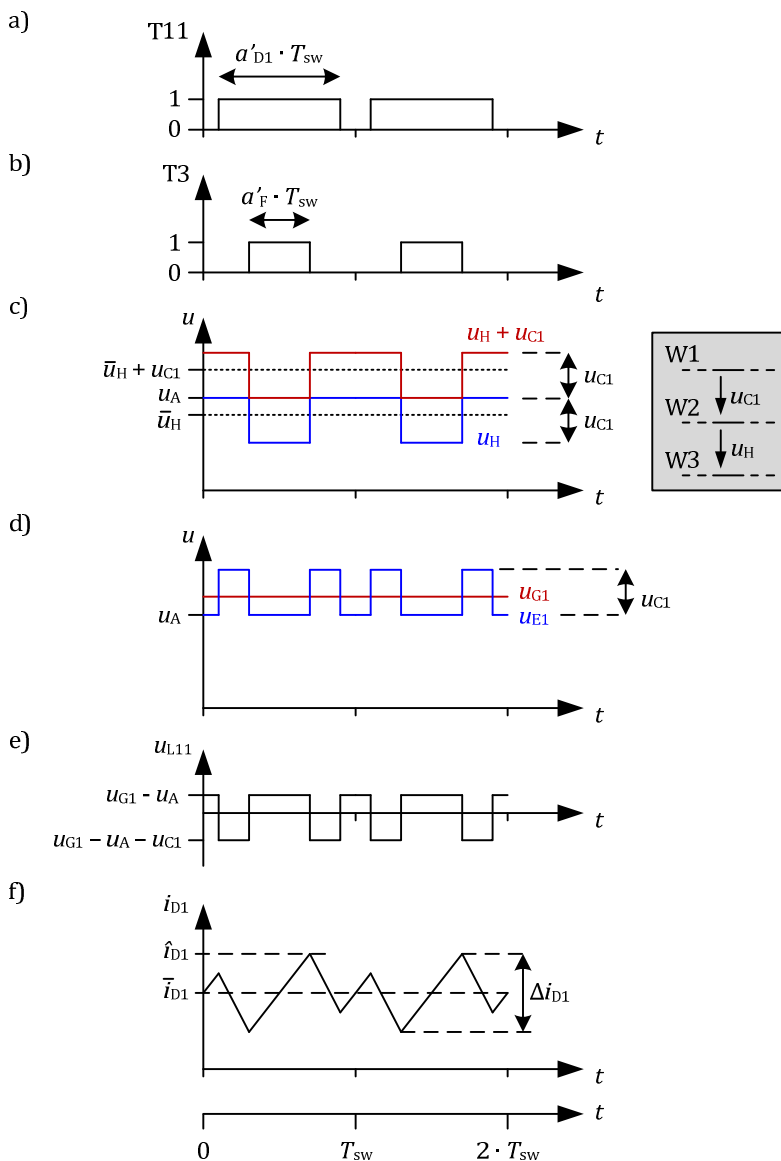 a)
T11
a'D1 · Tsw
1
0
t
b)
T3
a'F · Tsw
1
0
t
c)
u
uH + uC1
ūH + uC1
uA
ūH
uC1
uC1
uH
t
W1
uC1
W2
uH
W3
d)
u
uG1
uA
uE1
uC1
t
e)
uL11
uG1 - uA
uG1 − uA − uC1
t
f)
iD1
îD1
īD1
ΔiD1
t
t
0
Tsw
2 · Tsw